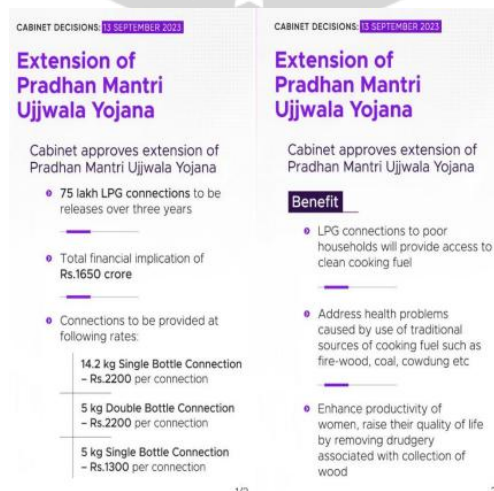 CABINET DECISIONS: 13 SEPTEMBER 2023
Extension of
Pradhan Mantri
Ujjwala Yojana
Cabinet approves extension of
Pradhan Mantri Ujjwala Yojana
75 lakh LPG connections to be
releases over three years
Total financial implication of
Rs.1650 crore
Connections to be provided at
following rates:
14.2 kg Single Bottle Connection
– Rs.2200 per connection
5 kg Double Bottle Connection
– Rs.2200 per connection
5 kg Single Bottle Connection
– Rs.1300 per connection
CABINET DECISIONS: 13 SEPTEMBER 2023
Extension of
Pradhan Mantri
Ujjwala Yojana
Cabinet approves extension of
Pradhan Mantri Ujjwala Yojana
Benefit
LPG connections to poor
households will provide access to
clean cooking fuel
Address health problems
caused by use of traditional
sources of cooking fuel such as
fire-wood, coal, cowdung etc
Enhance productivity of
women, raise their quality of life
by removing drudgery
associated with collection of
wood